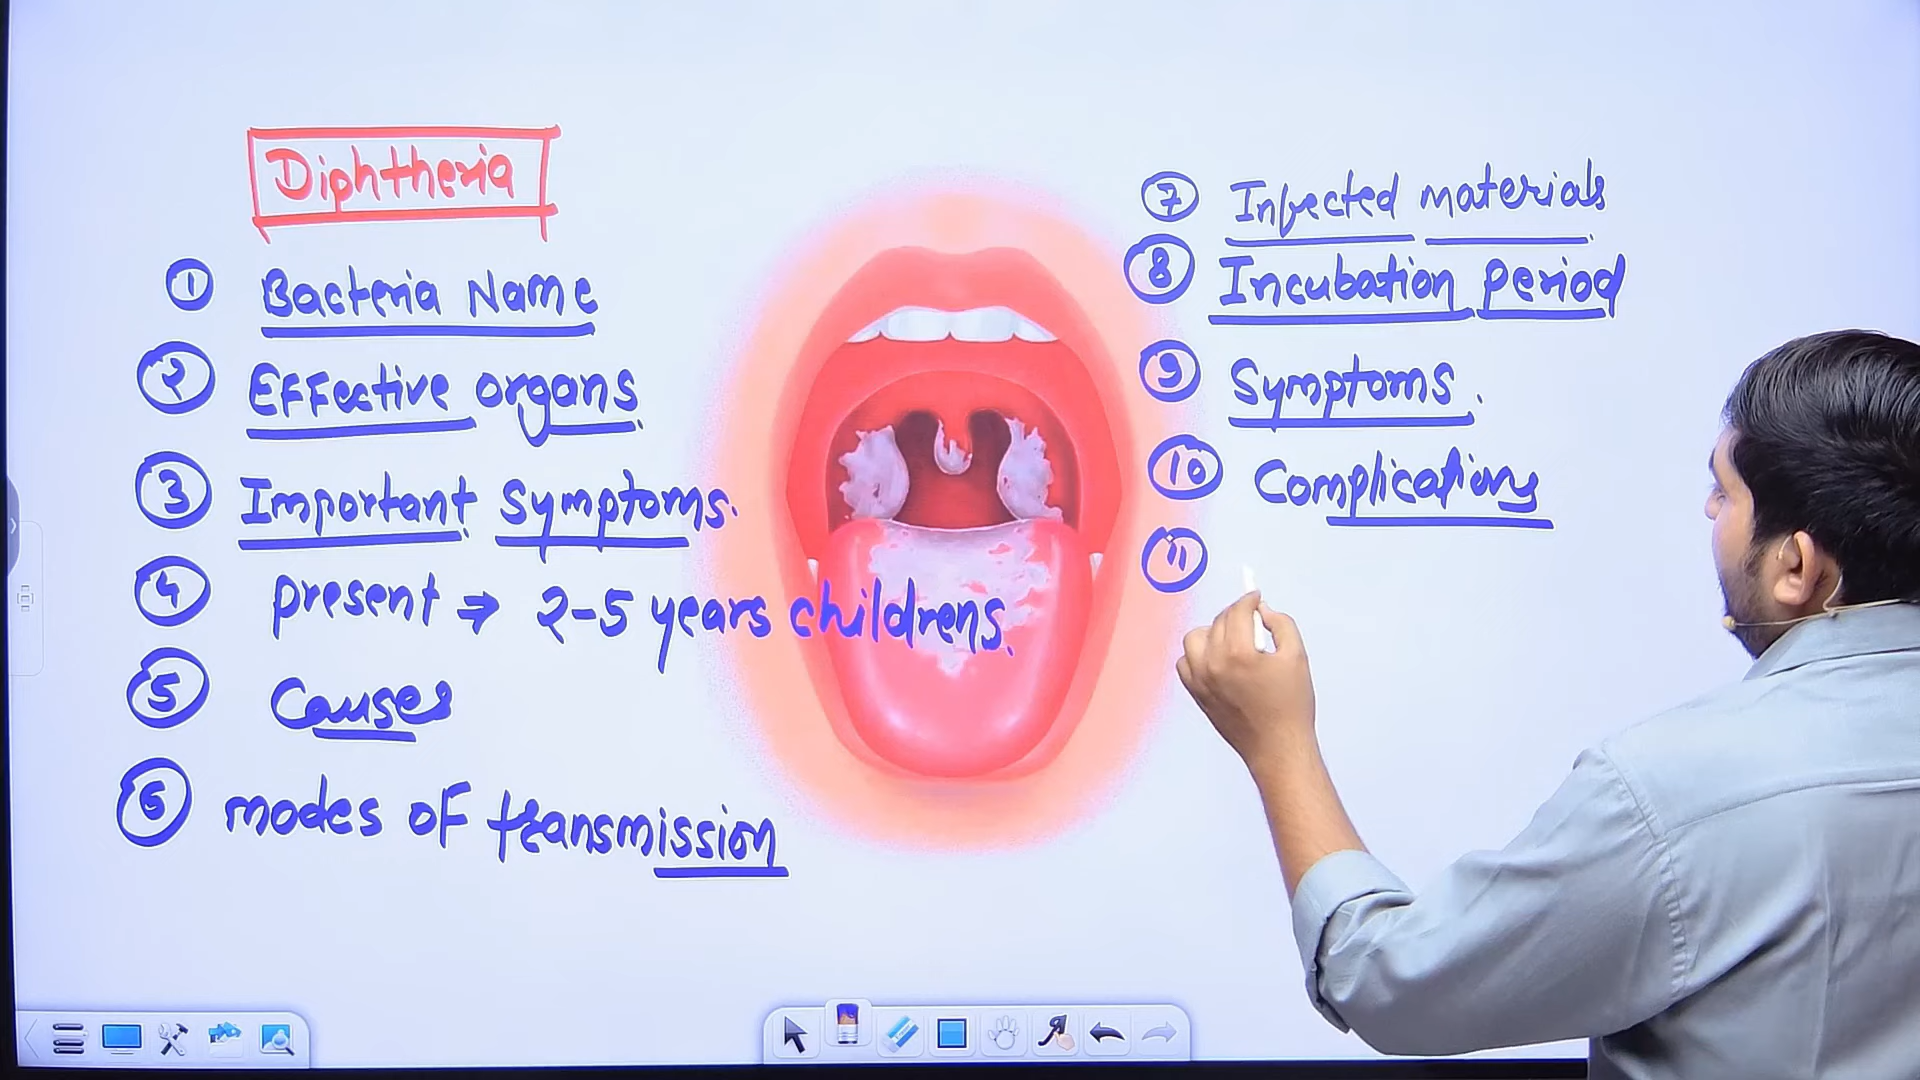 Diphtheria
① Bacteria Name
② Effective organs.
③ Important Symptoms.
④ present → 2-5 years childrens.
⑤ Causes
⑥ modes of transmission
⑦ Infected materials
⑧ Incubation period
⑨ Symptoms.
⑩ Complications
⑪